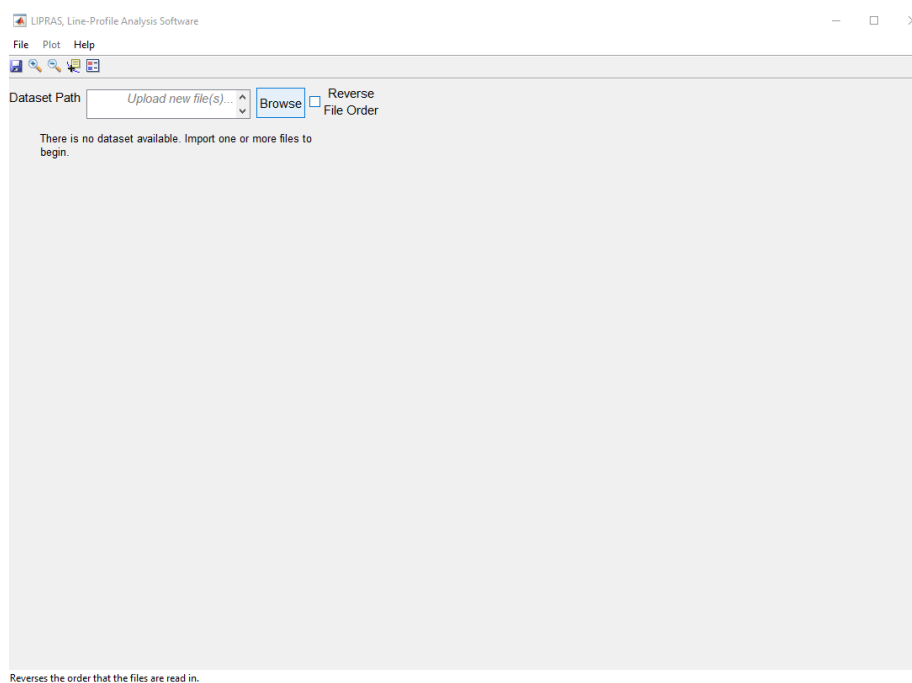 LIPRAS, Line-Profile Analysis Software
File Plot Help
Dataset Path Upload new file(s)... Browse Reverse
File Order
There is no dataset available. Import one or more files to
begin.
Reverses the order that the files are read in.